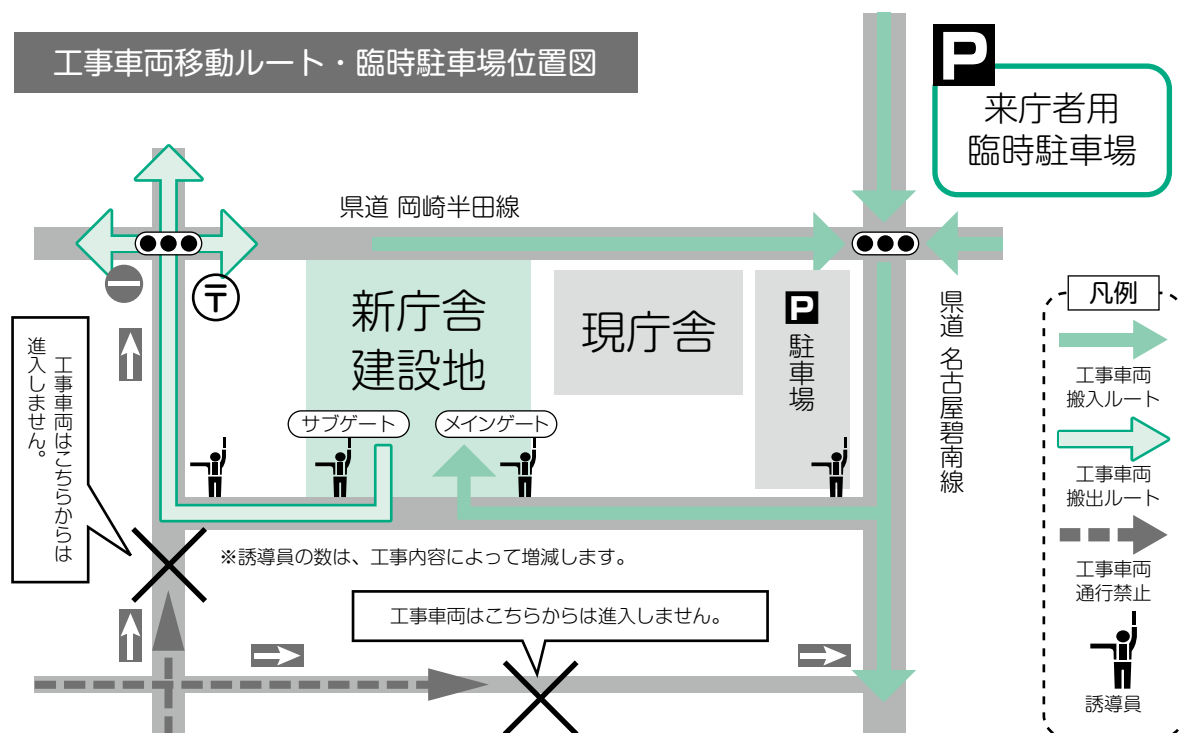 工事車両移動ルート・臨時駐車場位置図
P
来庁者用
臨時駐車場
県道 岡崎半田線
〒
新庁舎
建設地
現庁舎
P
駐車場
県道 名古屋碧南線
サブゲート
メインゲート
工事車両はこちらからは
進入しません。
※誘導員の数は、工事内容によって増減します。
工事車両はこちらからは進入しません。
凡例
工事車両
搬入ルート
工事車両
搬出ルート
工事車両
通行禁止
誘導員